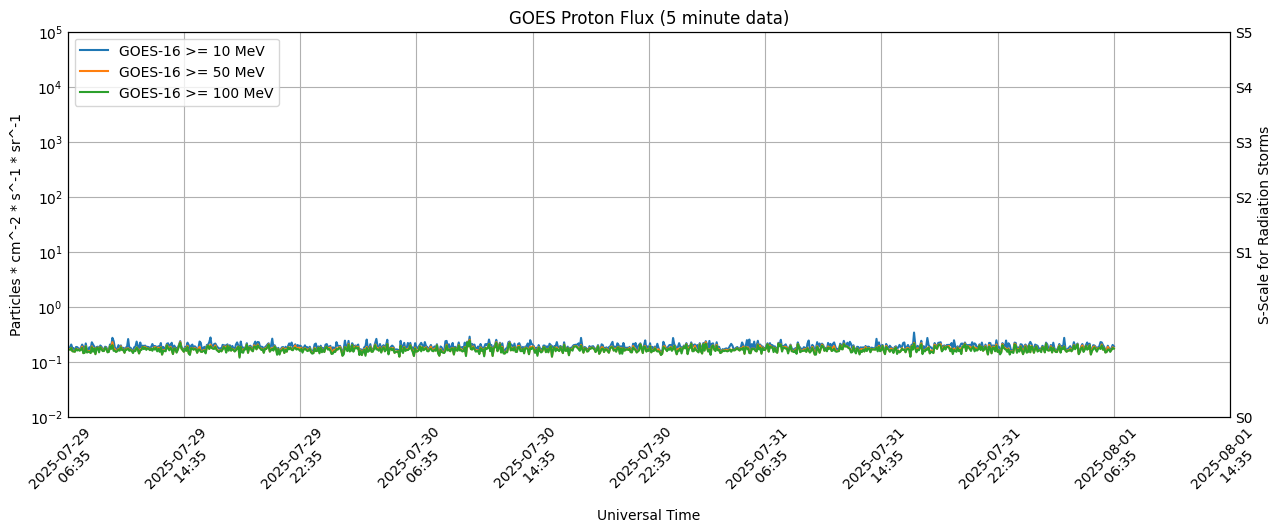 GOES Proton Flux (5 minute data)
GOES-16 >= 10 MeV
GOES-16 >= 50 MeV
GOES-16 >= 100 MeV
Particles * cm^-2 * s^-1 * sr^-1
10^5
10^4
10^3
10^2
10^1
10^0
10^-1
10^-2
S5
S4
S3
S2
S1
S0
S-Scale for Radiation Storms
2025-07-29
06:35
2025-07-29
14:35
2025-07-29
22:35
2025-07-30
06:35
2025-07-30
14:35
2025-07-30
22:35
2025-07-31
06:35
2025-07-31
14:35
2025-07-31
22:35
2025-08-01
06:35
2025-08-01
14:35
Universal Time